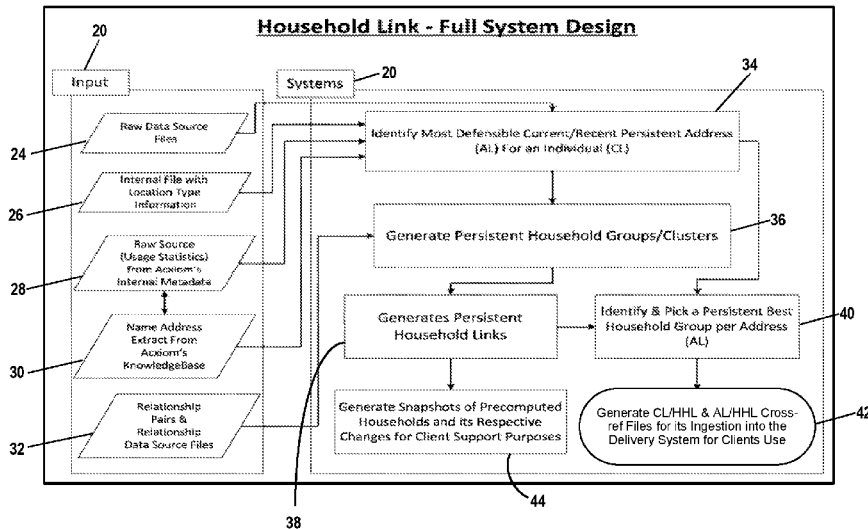 Household Link - Full System Design
20
Input
Systems
20
34
24
Raw Data Source
Files
Identify Most Defensible Current/Recent Persistent Address
(AL) For an Individual (CL)
26
Internal File with
Location Type
Information
36
Generate Persistent Household Groups/Clusters
28
Raw Source
(Usage Statistics)
From Acxiom's
Internal Metadata
Generates Persistent
Household Links
Identify & Pick a Persistent Best
Household Group per Address
(AL)
40
30
Name Address
Extract From
Acxiom's
KnowledgeBase
32
Relationship
Pairs &
Relationship
Data Source Files
Generate Snapshots of Precomputed
Households and its Respective
Changes for Client Support Purposes
Generate CL/HHL & AL/HHL Cross-
ref Files for its Ingestion into the
Delivery System for Clients Use
42
38
44